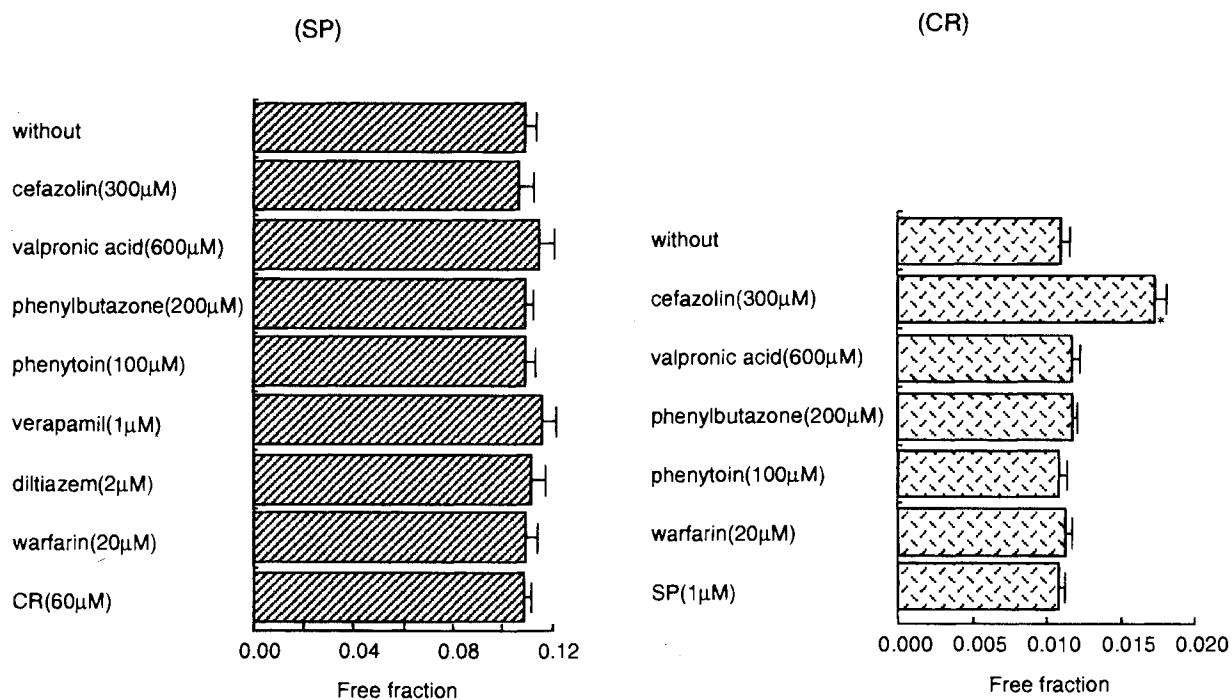 (SP)
without
cefazolin(300μM)
valpronic acid(600μM)
phenylbutazone(200μM)
phenytoin(100μM)
verapamil(1μM)
diltiazem(2μM)
warfarin(20μM)
CR(60μM)
0.00 0.04 0.08 0.12
Free fraction
(CR)
without
cefazolin(300μM)
*
valpronic acid(600μM)
phenylbutazone(200μM)
phenytoin(100μM)
warfarin(20μM)
SP(1μM)
0.000 0.005 0.010 0.015 0.020
Free fraction